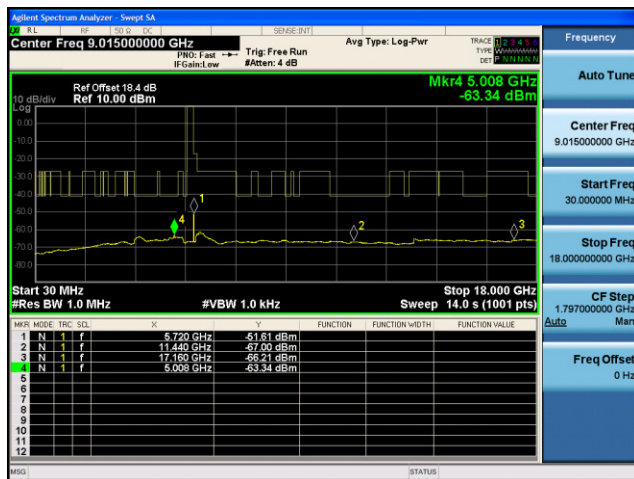 Agilent Spectrum Analyzer - Swept SA
RL RF 50 Ω DC SENSE:INT
Center Freq 9.015000000 GHz
PNO: Fast
IFGain:Low
Trig: Free Run
#Atten: 4 dB
Avg Type: Log-Pwr
TRACE 1 2 3 4 5 6
TYPE
DET P N N N N N
Ref Offset 18.4 dB
10 dB/div Ref 10.00 dBm
Log
Mkr4 5.008 GHz
-63.34 dBm
0.00
-10.0
-20.0
-30.0
-40.0
-50.0
-60.0
-70.0
-80.0
1
2
3
4
Start 30 MHz
Stop 18.000 GHz
#Res BW 1.0 MHz
#VBW 1.0 kHz
Sweep 14.0 s (1001 pts)
MKR MODE TRC SCL X Y FUNCTION FUNCTION WIDTH FUNCTION VALUE
1 N 1 f 5.720 GHz -51.61 dBm
2 N 1 f 11.440 GHz -67.00 dBm
3 N 1 f 17.160 GHz -66.21 dBm
4 N 1 f 5.008 GHz -63.34 dBm
5
6
7
8
9
10
11
12
MSG
STATUS
Frequency
Auto Tune
Center Freq
9.015000000 GHz
Start Freq
30.000000 MHz
Stop Freq
18.000000000 GHz
CF Step
1.797000000 GHz
Auto Man
Freq Offset
0 Hz